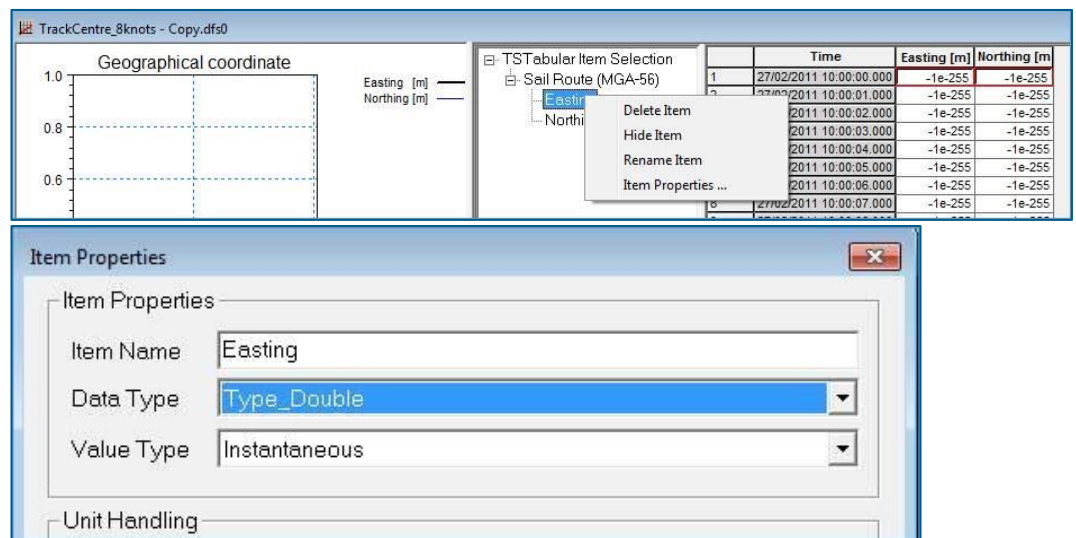 TrackCentre_8knots - Copy.dfs0
Geographical coordinate
1.0
0.8
0.6
Easting [m]
Northing [m]
TSTabular Item Selection
Sail Route (MGA-56)
Eastin
Northi
Delete Item
Hide Item
Rename Item
Item Properties ...
Time Easting [m] Northing [m
1 27/02/2011 10:00:00.000 -1e-255 -1e-255
27/02/2011 10:00:01.000 -1e-255 -1e-255
/2011 10:00:02.000 -1e-255 -1e-255
/2011 10:00:03.000 -1e-255 -1e-255
/2011 10:00:04.000 -1e-255 -1e-255
/2011 10:00:05.000 -1e-255 -1e-255
/2011 10:00:06.000 -1e-255 -1e-255
27/02/2011 10:00:07.000 -1e-255 -1e-255
Item Properties
Item Properties
Item Name Easting
Data Type Type_Double
Value Type Instantaneous
Unit Handling